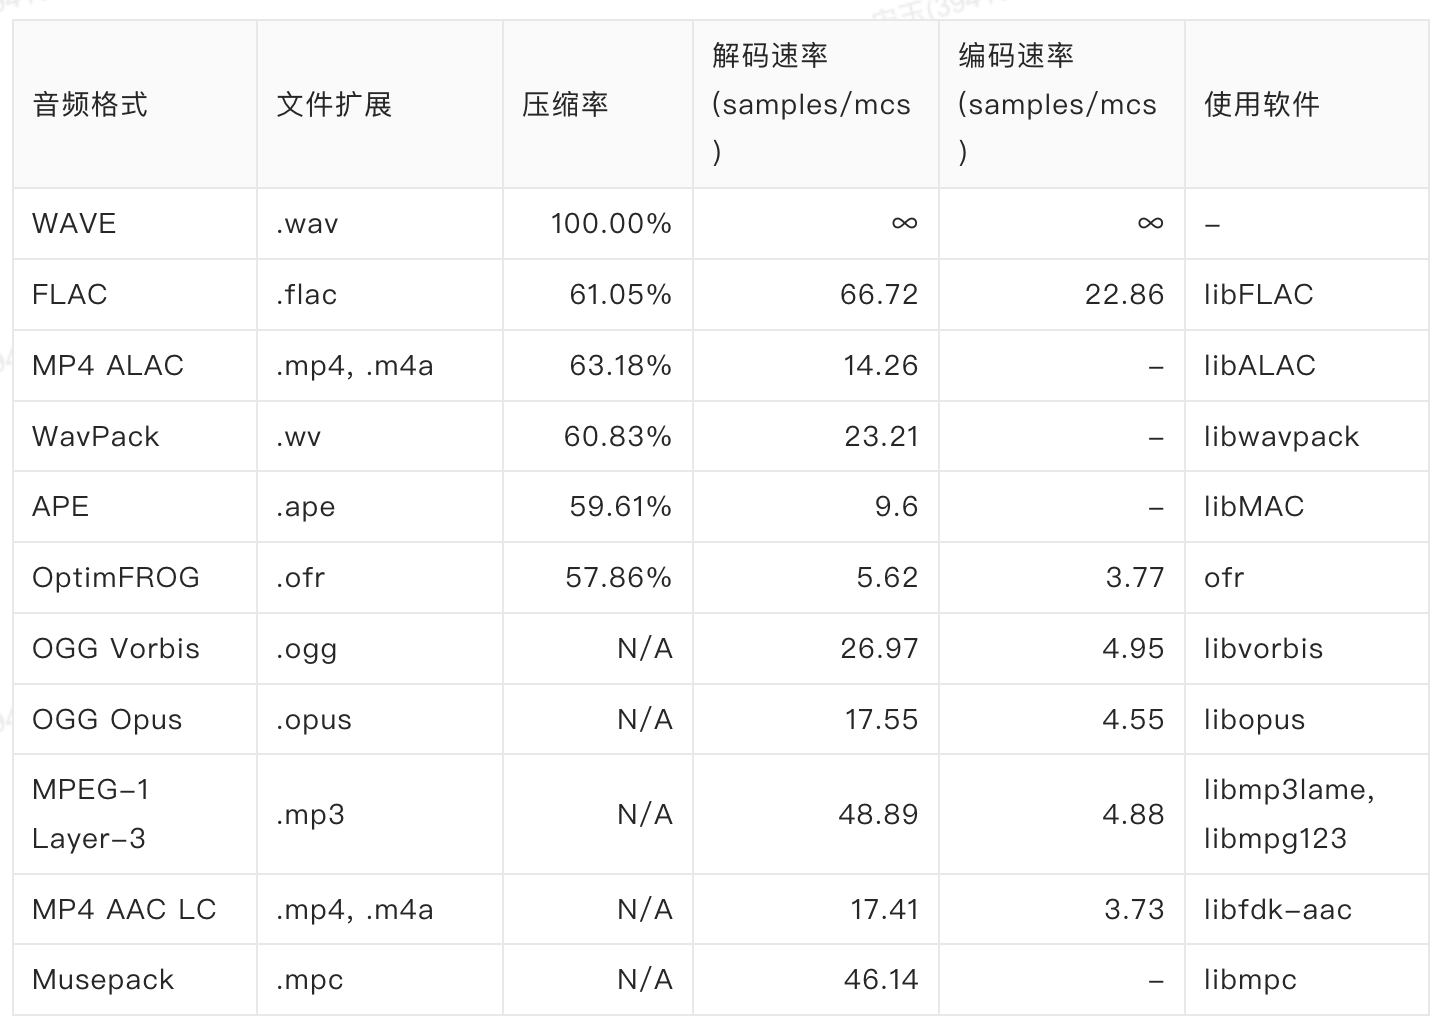 音频格式 文件扩展 压缩率 解码速率 (samples/mcs) 编码速率 (samples/mcs) 使用软件
WAVE .wav 100.00% ∞ ∞ –
FLAC .flac 61.05% 66.72 22.86 libFLAC
MP4 ALAC .mp4, .m4a 63.18% 14.26 – libALAC
WavPack .wv 60.83% 23.21 – libwavpack
APE .ape 59.61% 9.6 – libMAC
OptimFROG .ofr 57.86% 5.62 3.77 ofr
OGG Vorbis .ogg N/A 26.97 4.95 libvorbis
OGG Opus .opus N/A 17.55 4.55 libopus
MPEG–1 Layer–3 .mp3 N/A 48.89 4.88 libmp3lame, libmpg123
MP4 AAC LC .mp4, .m4a N/A 17.41 3.73 libfdk–aac
Musepack .mpc N/A 46.14 – libmpc